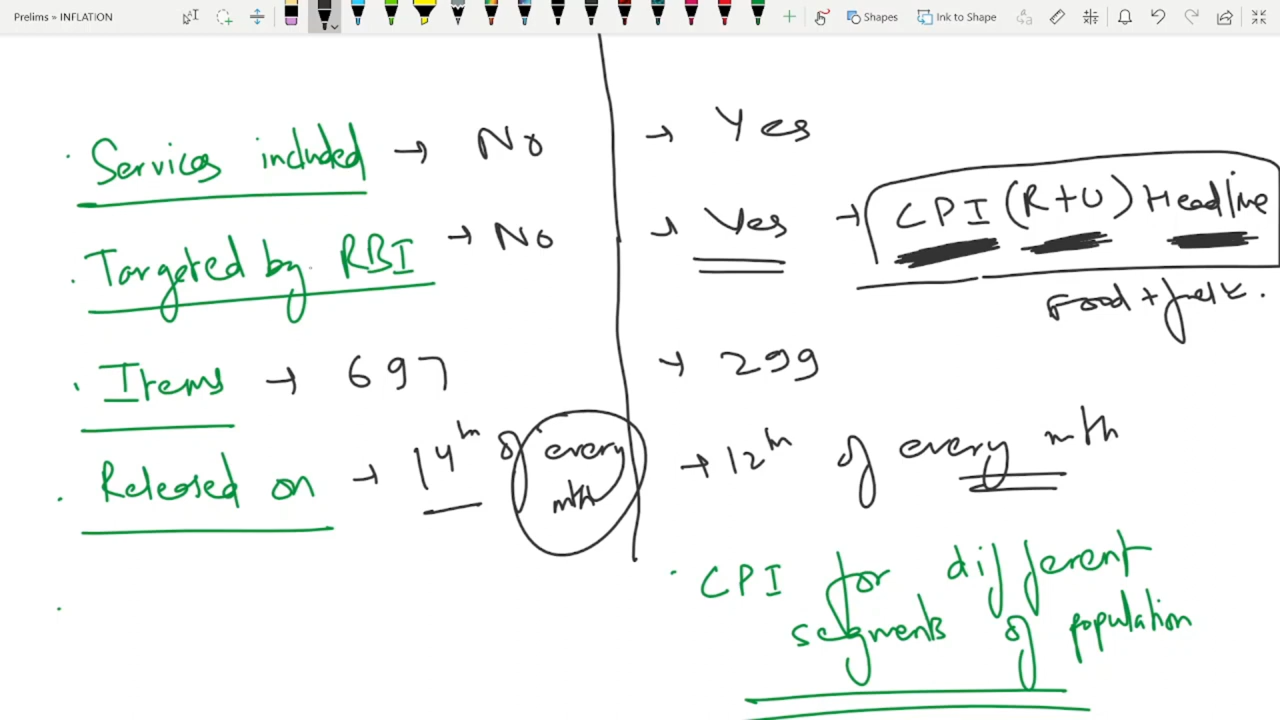 Prelims » INFLATION
Shapes
Ink to Shape
· Services included → No → Yes
· Targeted by RBI → No → Yes → CPI (R+U) Headline
Food + fuel
· Items → 697 → 299
· Released on → 14th of every mth → 12th of every mth
· CPI for different
segments of population